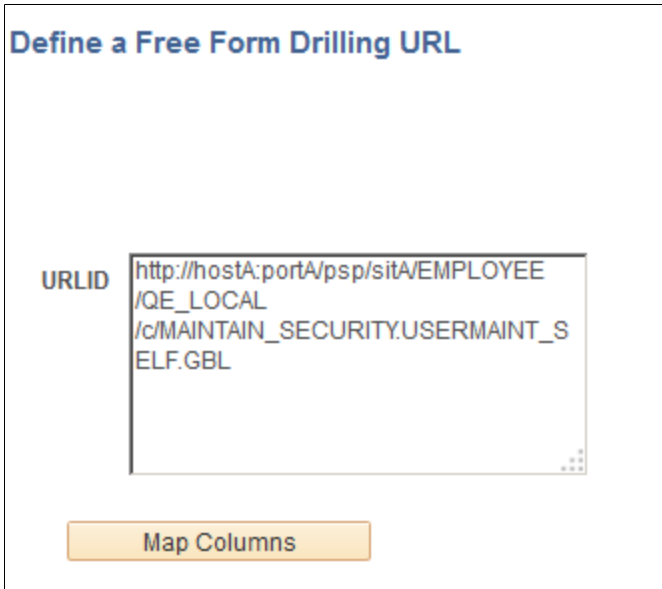 Define a Free Form Drilling URL
URLID
http://hostA:portA/psp/sitA/EMPLOYEE
/QE_LOCAL
/c/MAINTAIN_SECURITY.USERMAINT_S
ELF.GBL
Map Columns